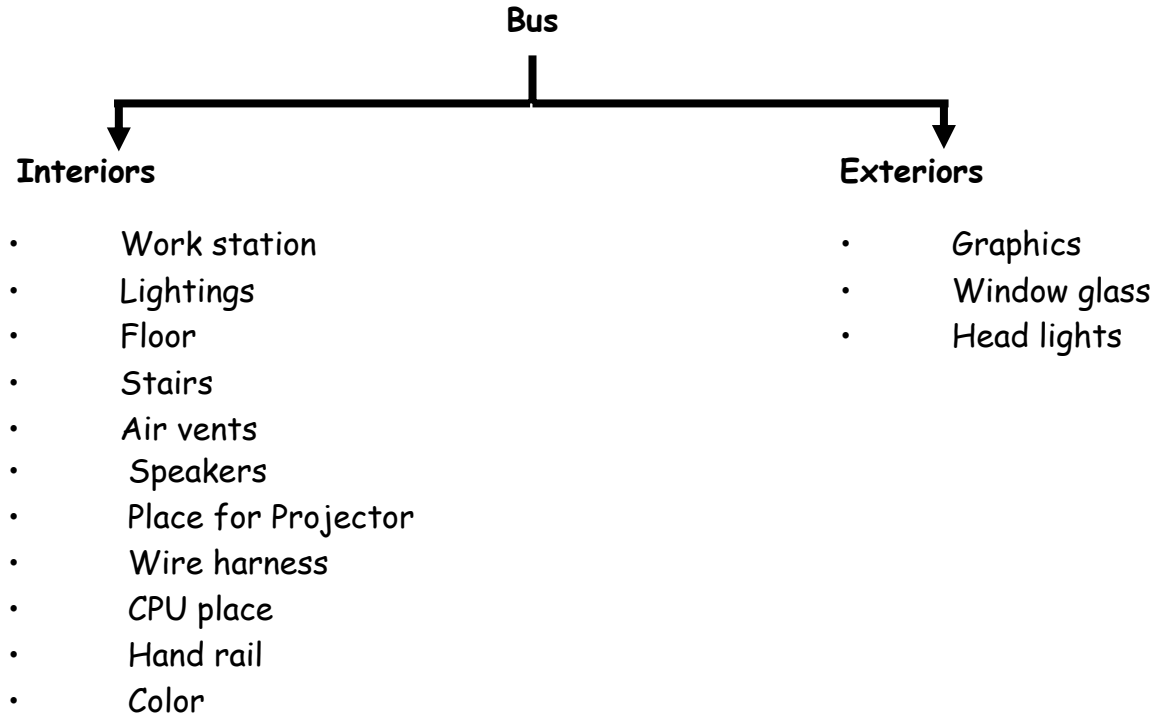 Bus
Interiors
• Work station
• Lightings
• Floor
• Stairs
• Air vents
• Speakers
• Place for Projector
• Wire harness
• CPU place
• Hand rail
• Color
Exteriors
• Graphics
• Window glass
• Head lights